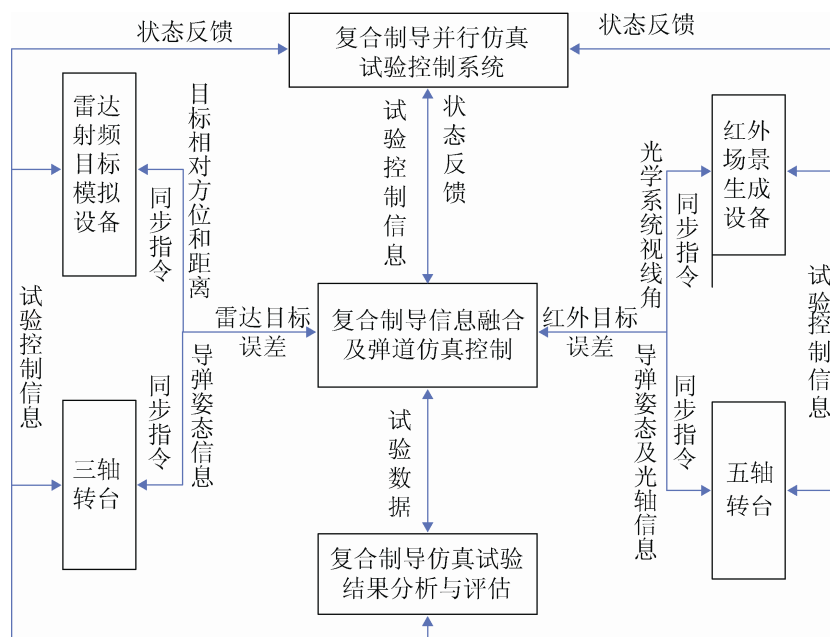 状态反馈
复合制导并行仿真
试验控制系统
状态反馈
雷达
射频
目标
模拟
设备
目标相对方位和距离
同步指令
试验控制信息
状态反馈
光学系统视线角
同步指令
红外
场景
生成
设备
试验控制信息
雷达目标
误差
复合制导信息融合
及弹道仿真控制
红外目标
误差
试验控制信息
三轴
转台
同步指令
导弹姿态信息
试验数据
导弹姿态及光轴信息
同步指令
五轴
转台
复合制导仿真试验
结果分析与评估